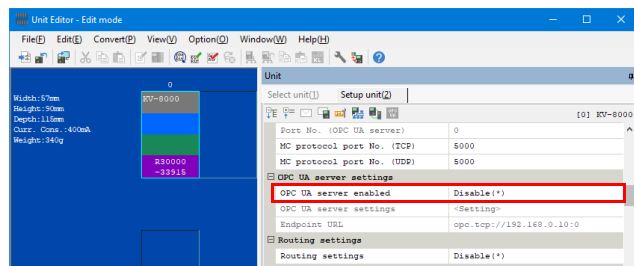 Unit Editor - Edit mode
File(F) Edit(E) Convert(P) View(V) Option(O) Window(W) Help(H)
Width:57mm
Height:90mm
Depth:115mm
Curr. Cons.:400mA
Weight:340g
0
KV-8000
R30000
-33915
Unit
Select unit(1) Setup unit(2)
[0] KV-8000
Port No. (OPC UA server) 0
MC protocol port No. (TCP) 5000
MC protocol port No. (UDP) 5000
OPC UA server settings
OPC UA server enabled Disable(*)
OPC UA server settings <Setting>
Endpoint URL opc.tcp://192.168.0.10:0
Routing settings
Routing settings Disable(*)